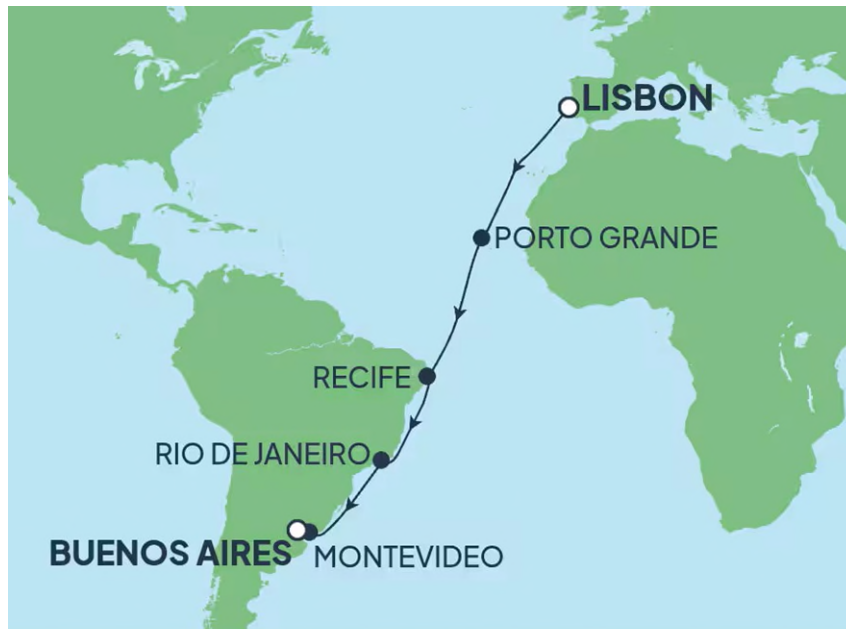 LISBON
PORTO GRANDE
RECIFE
RIO DE JANEIRO
BUENOS AIRES
MONTEVIDEO